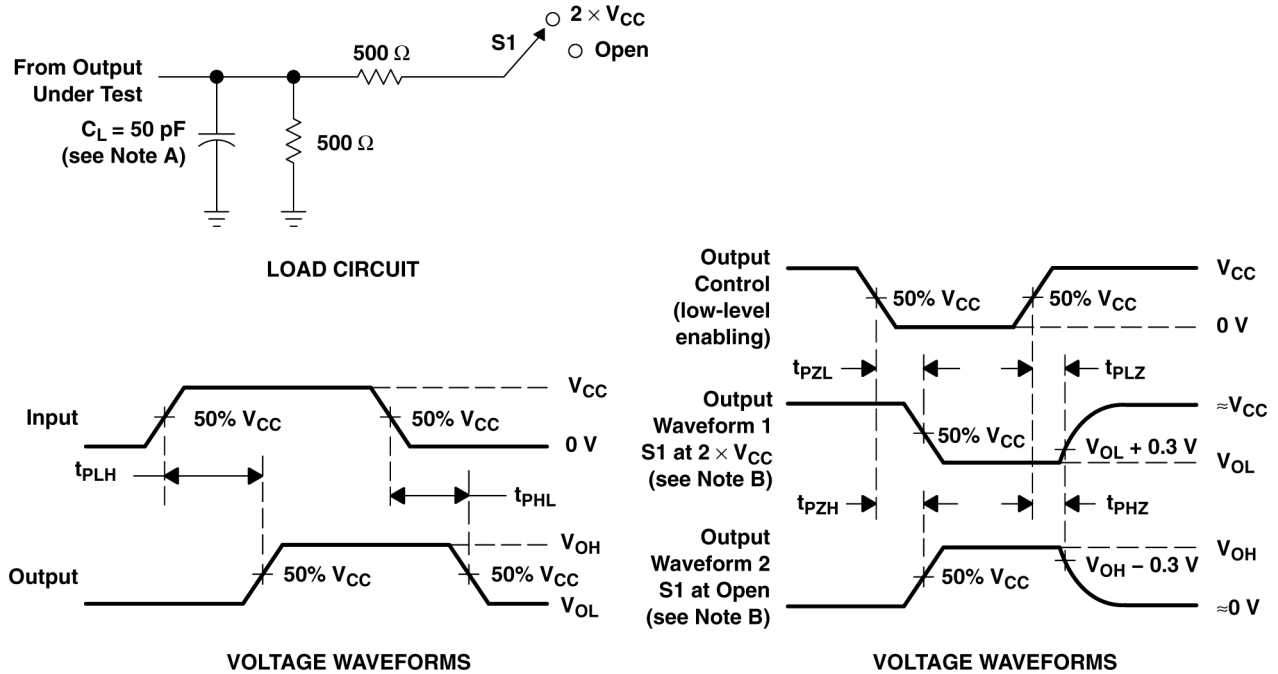 2 × VCC
S1
Open
500 Ω
From Output
Under Test
CL = 50 pF
(see Note A)
500 Ω
LOAD CIRCUIT
Input
50% VCC
50% VCC
VCC
0 V
tPLH
tPHL
Output
50% VCC
50% VCC
VOH
VOL
VOLTAGE WAVEFORMS
Output
Control
(low-level
enabling)
50% VCC
50% VCC
VCC
0 V
tPZL
tPLZ
Output
Waveform 1
S1 at 2 × VCC
(see Note B)
50% VCC
VOL + 0.3 V
≈VCC
VOL
tPZH
tPHZ
Output
Waveform 2
S1 at Open
(see Note B)
50% VCC
VOH − 0.3 V
VOH
≈0 V
VOLTAGE WAVEFORMS